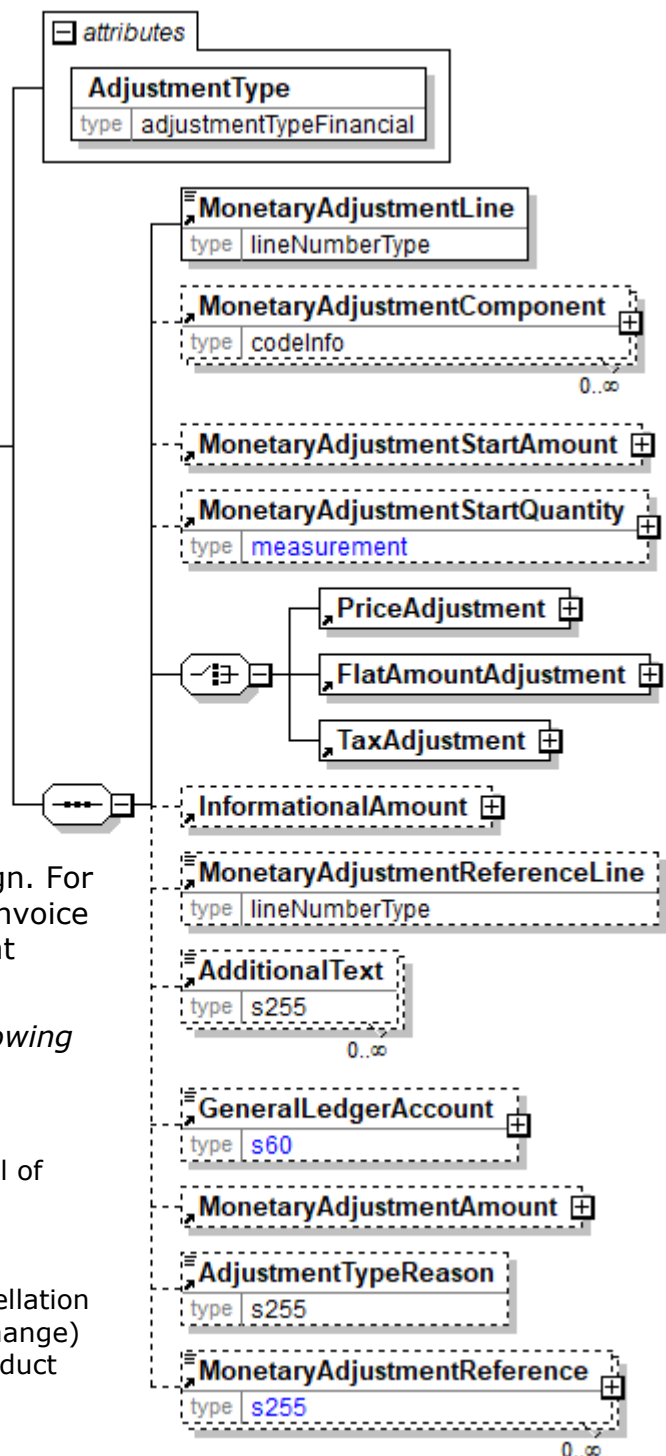 attributes
AdjustmentType
type adjustmentTypeFinancial
MonetaryAdjustmentLine
type lineNumberType
MonetaryAdjustmentComponent
type codeInfo
0..∞
MonetaryAdjustmentStartAmount
MonetaryAdjustmentStartQuantity
type measurement
PriceAdjustment
FlatAmountAdjustment
TaxAdjustment
InformationalAmount
MonetaryAdjustmentReferenceLine
type lineNumberType
AdditionalText
type s255
0..∞
GeneralLedgerAccount
type s60
MonetaryAdjustmentAmount
AdjustmentTypeReason
type s255
MonetaryAdjustmentReference
type s255
0..∞
gn. For
nvoice
t
owing
l of
ellation
hange)
duct